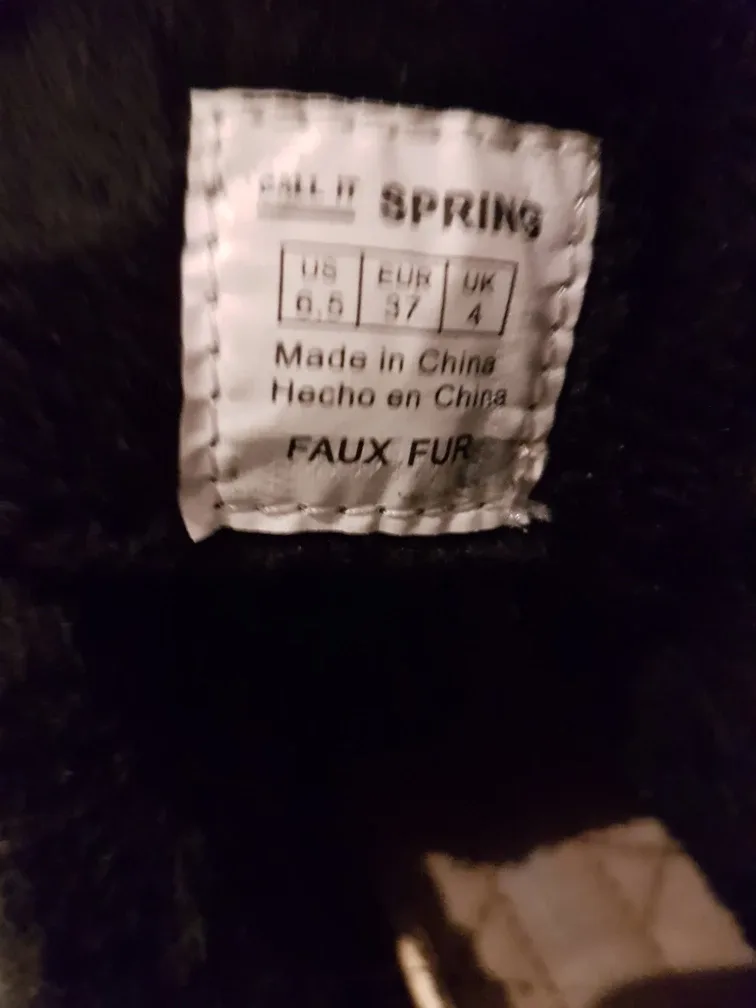 CALL IT SPRING
US EUR UK
6.5 37 4
Made in China
Hecho en China
FAUX FUR